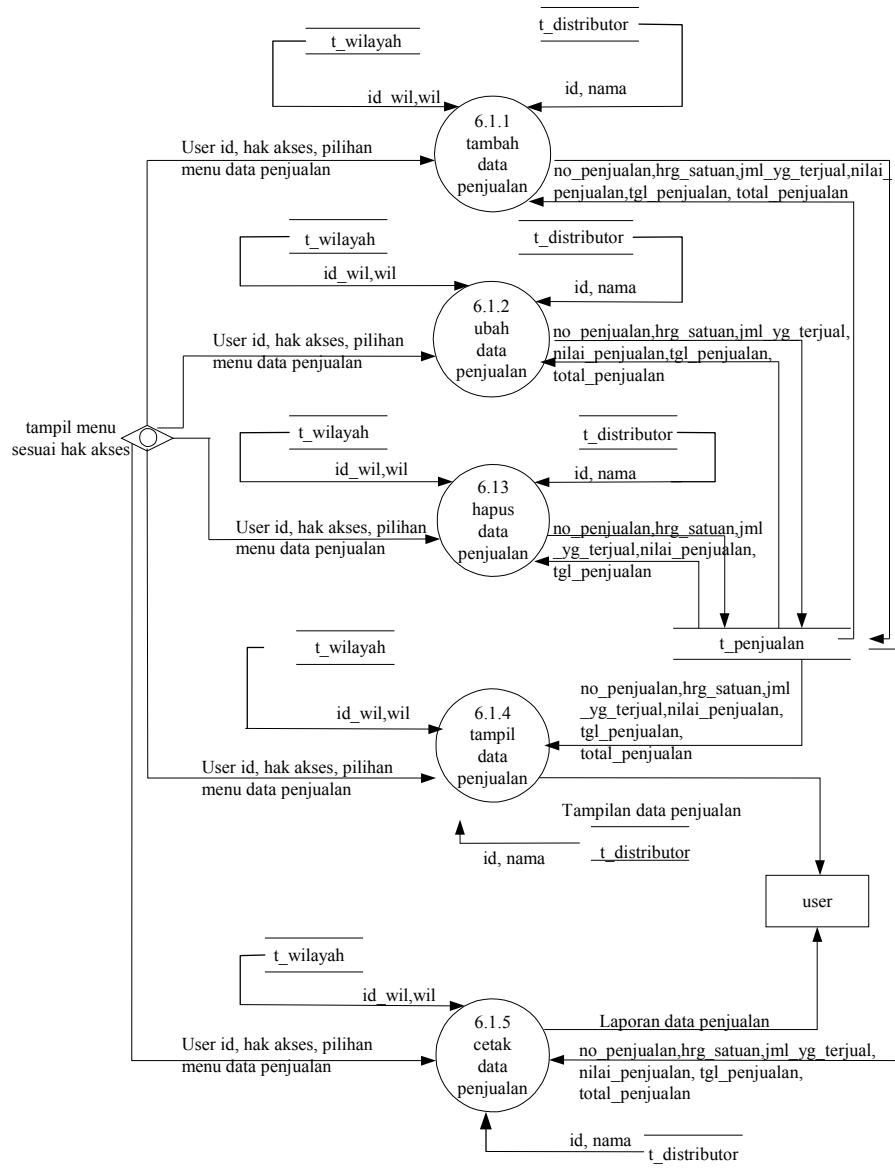 t_wilayah
t_distributor
id_wil,wil
id, nama
6.1.1
tambah
data
penjualan
User id, hak akses, pilihan
menu data penjualan
no_penjualan,hrg_satuan,jml_yg_terjual,nilai_
penjualan,tgl_penjualan, total_penjualan
t_wilayah
t_distributor
id_wil,wil
id, nama
6.1.2
ubah
data
penjualan
User id, hak akses, pilihan
menu data penjualan
no_penjualan,hrg_satuan,jml_yg_terjual,
nilai_penjualan,tgl_penjualan,
total_penjualan
tampil menu
sesuai hak akses
t_wilayah
t_distributor
id_wil,wil
id, nama
6.13
hapus
data
penjualan
User id, hak akses, pilihan
menu data penjualan
no_penjualan,hrg_satuan,jml
_yg_terjual,nilai_penjualan,
tgl_penjualan
t_penjualan
t_wilayah
id_wil,wil
6.1.4
tampil
data
penjualan
no_penjualan,hrg_satuan,jml
_yg_terjual,nilai_penjualan,
tgl_penjualan,
total_penjualan
User id, hak akses, pilihan
menu data penjualan
Tampilan data penjualan
id, nama
t_distributor
user
t_wilayah
id_wil,wil
6.1.5
cetak
data
penjualan
Laporan data penjualan
User id, hak akses, pilihan
menu data penjualan
no_penjualan,hrg_satuan,jml_yg_terjual,
nilai_penjualan, tgl_penjualan,
total_penjualan
id, nama
t_distributor